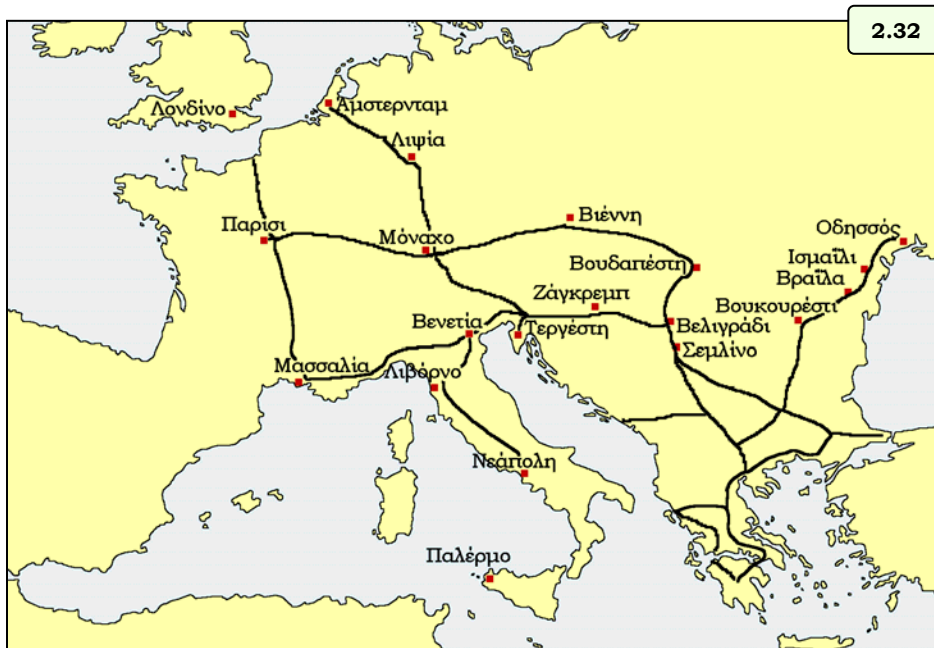 2.32
Λονδίνο
Άμστερνταμ
Λιψία
Παρίσι
Μόναχο
Βιέννη
Οδησσός
Βουδαπέστη
Ισμαΐλι
Βραΐλα
Ζάγκρεμπ
Βουκουρέστι
Βενετία
Τεργέστη
Βελιγράδι
Σεμλίνο
Μασσαλία
Λιβόρνο
Νεάπολη
Παλέρμο